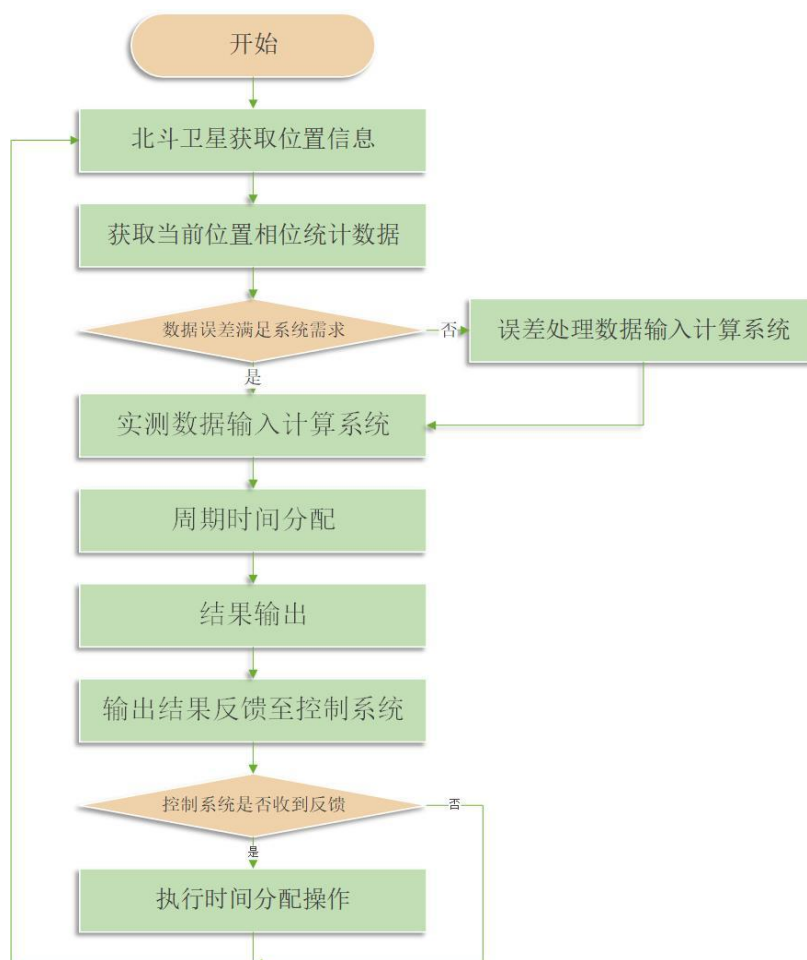 开始
北斗卫星获取位置信息
获取当前位置相位统计数据
数据误差满足系统需求
否
误差处理数据输入计算系统
是
实测数据输入计算系统
周期时间分配
结果输出
输出结果反馈至控制系统
控制系统是否收到反馈
否
是
执行时间分配操作